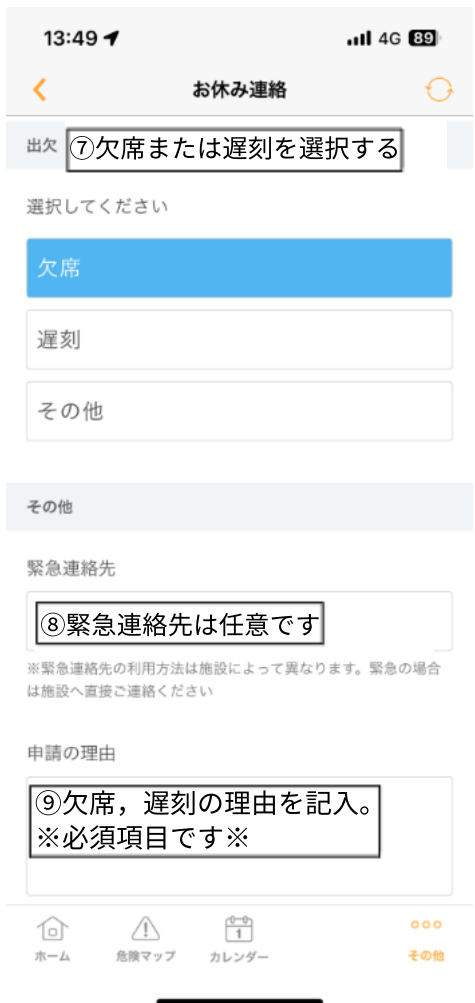 13:49 4G 89
お休み連絡
出欠 ⑦欠席または遅刻を選択する
選択してください
欠席
遅刻
その他
その他
緊急連絡先
⑧緊急連絡先は任意です
※緊急連絡先の利用方法は施設によって異なります。緊急の場合
は施設へ直接ご連絡ください
申請の理由
⑨欠席，遅刻の理由を記入。
※必須項目です※
1
ホーム 危険マップ カレンダー その他